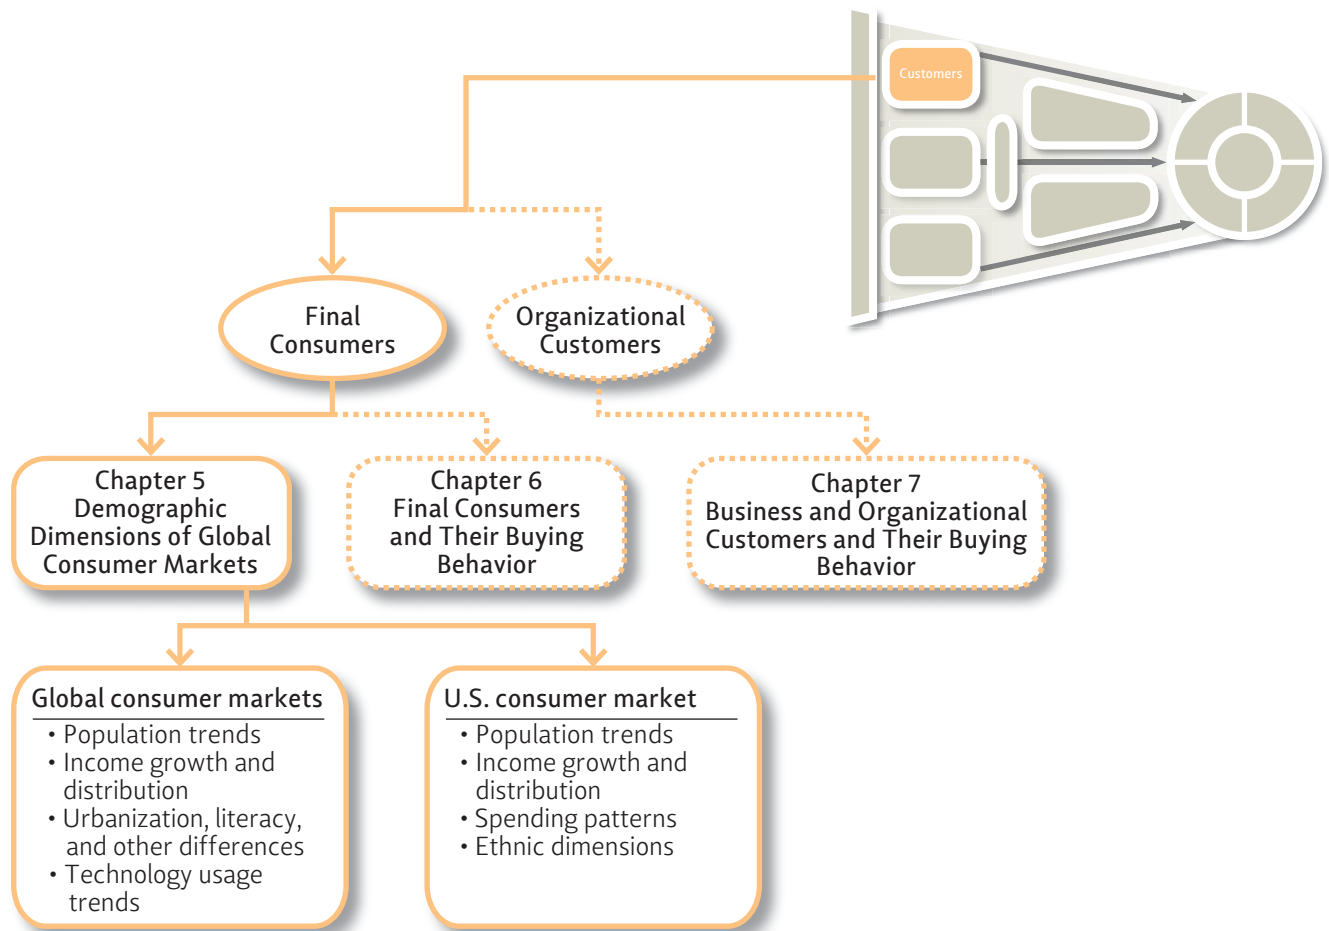 Customers
Final
Consumers
Organizational
Customers
Chapter 5
Demographic
Dimensions of Global
Consumer Markets
Chapter 6
Final Consumers
and Their Buying
Behavior
Chapter 7
Business and Organizational
Customers and Their Buying
Behavior
Global consumer markets
• Population trends
• Income growth and
distribution
• Urbanization, literacy,
and other differences
• Technology usage
trends
U.S. consumer market
• Population trends
• Income growth and
distribution
• Spending patterns
• Ethnic dimensions